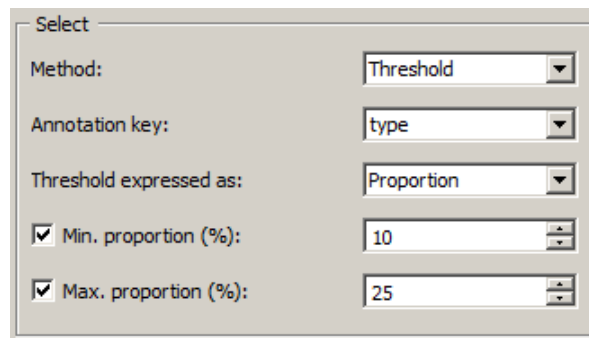 Select
Method: Threshold
Annotation key: type
Threshold expressed as: Proportion
Min. proportion (%): 10
Max. proportion (%): 25